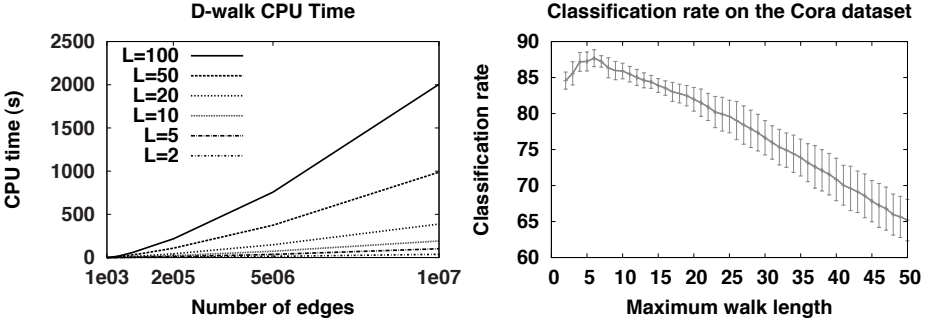 D-walk CPU Time
CPU time (s)
2500
2000
1500
1000
500
0
L=100
L=50
L=20
L=10
L=5
L=2
1e03 2e05 5e06 1e07
Number of edges
Classification rate on the Cora dataset
Classification rate
90
85
80
75
70
65
60
0 5 10 15 20 25 30 35 40 45 50
Maximum walk length